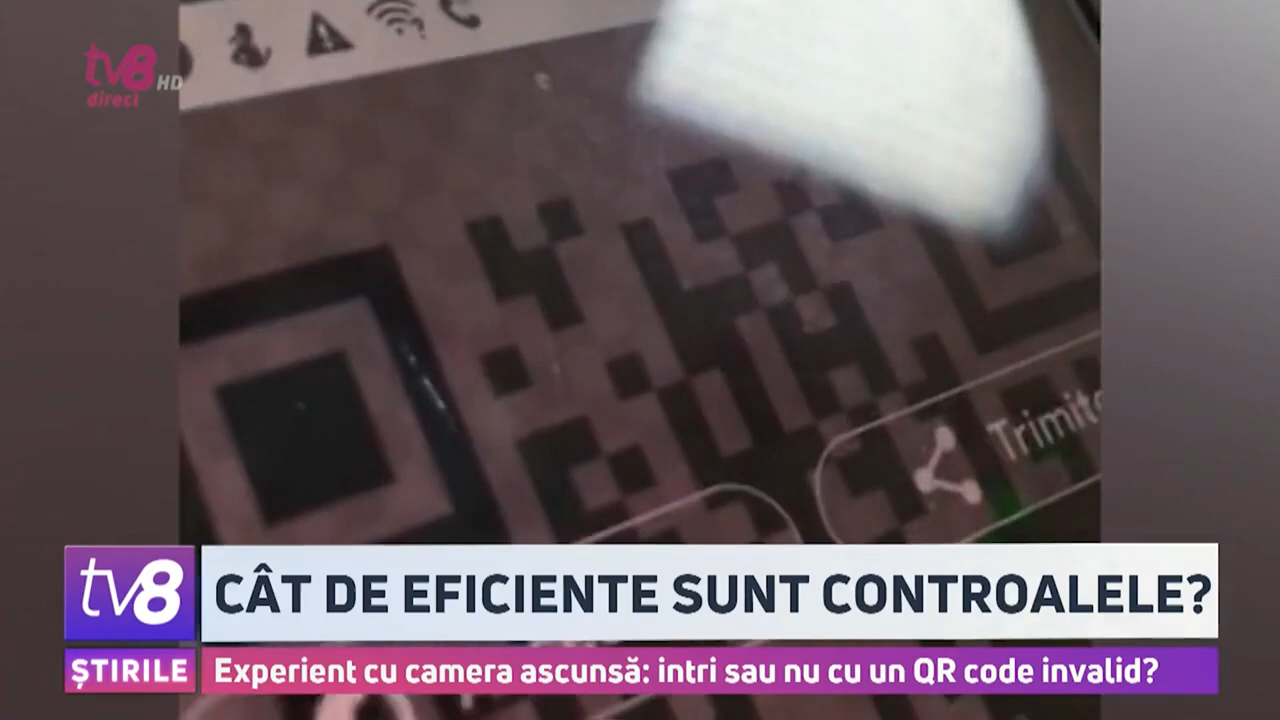 tv8 HD
direct
Trimite
tv8
CÂT DE EFICIENTE SUNT CONTROALELE?
ȘTIRILE
Experient cu camera ascunsă: intri sau nu cu un QR code invalid?